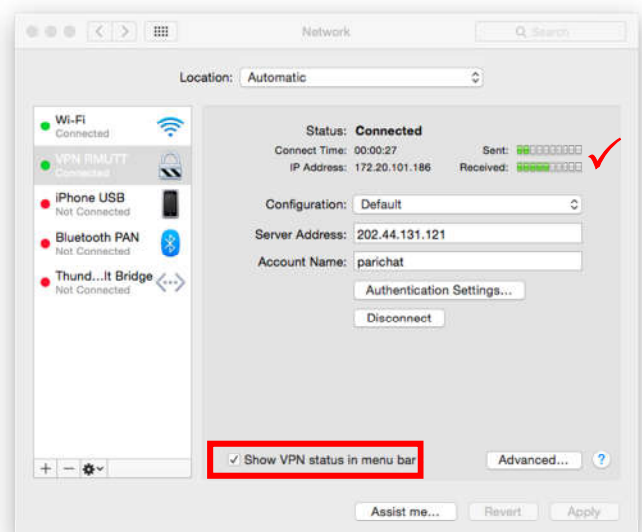 Network
Search
Location: Automatic
Wi-Fi
Connected
VPN RMUTT
Connected
iPhone USB
Not Connected
Bluetooth PAN
Not Connected
Thund...lt Bridge
Not Connected
Status: Connected
Connect Time: 00:00:27 Sent:
IP Address: 172.20.101.186 Received:
Configuration: Default
Server Address: 202.44.131.121
Account Name: parichat
Authentication Settings...
Disconnect
Show VPN status in menu bar
Advanced... ?
Assist me... Revert Apply